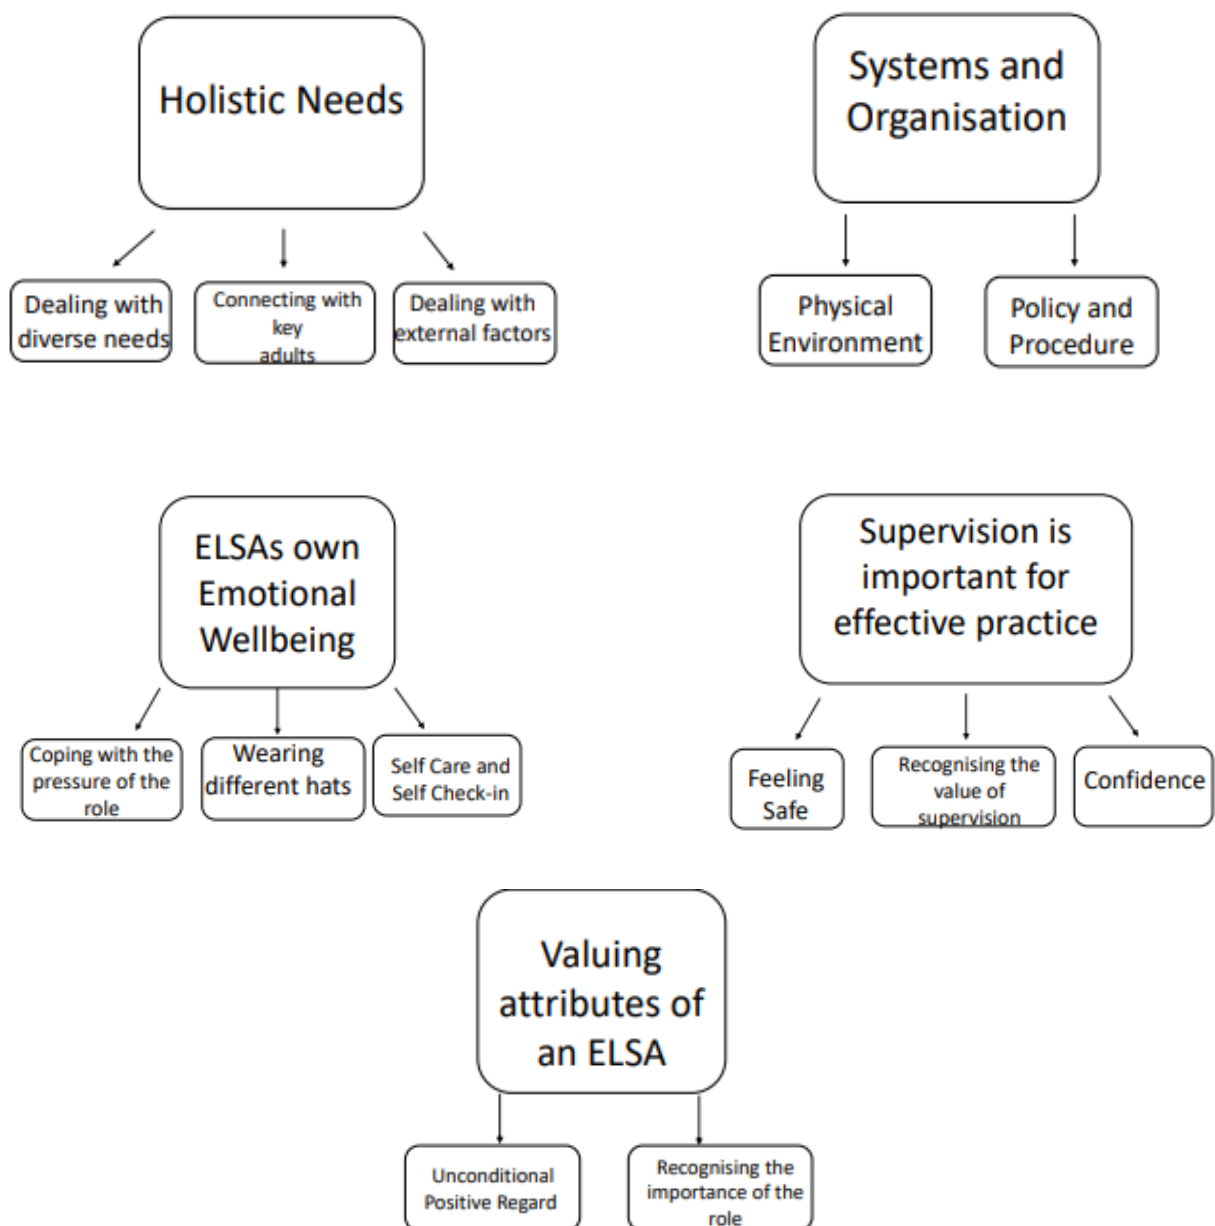 Holistic Needs
Systems and
Organisation
Dealing with
diverse needs
Connecting with
key
adults
Dealing with
external factors
Physical
Environment
Policy and
Procedure
ELSAs own
Emotional
Wellbeing
Supervision is
important for
effective practice
Coping with the
pressure of the
role
Wearing
different hats
Self Care and
Self Check-in
Feeling
Safe
Recognising the
value of
supervision
Confidence
Valuing
attributes of
an ELSA
Unconditional
Positive Regard
Recognising the
importance of the
role